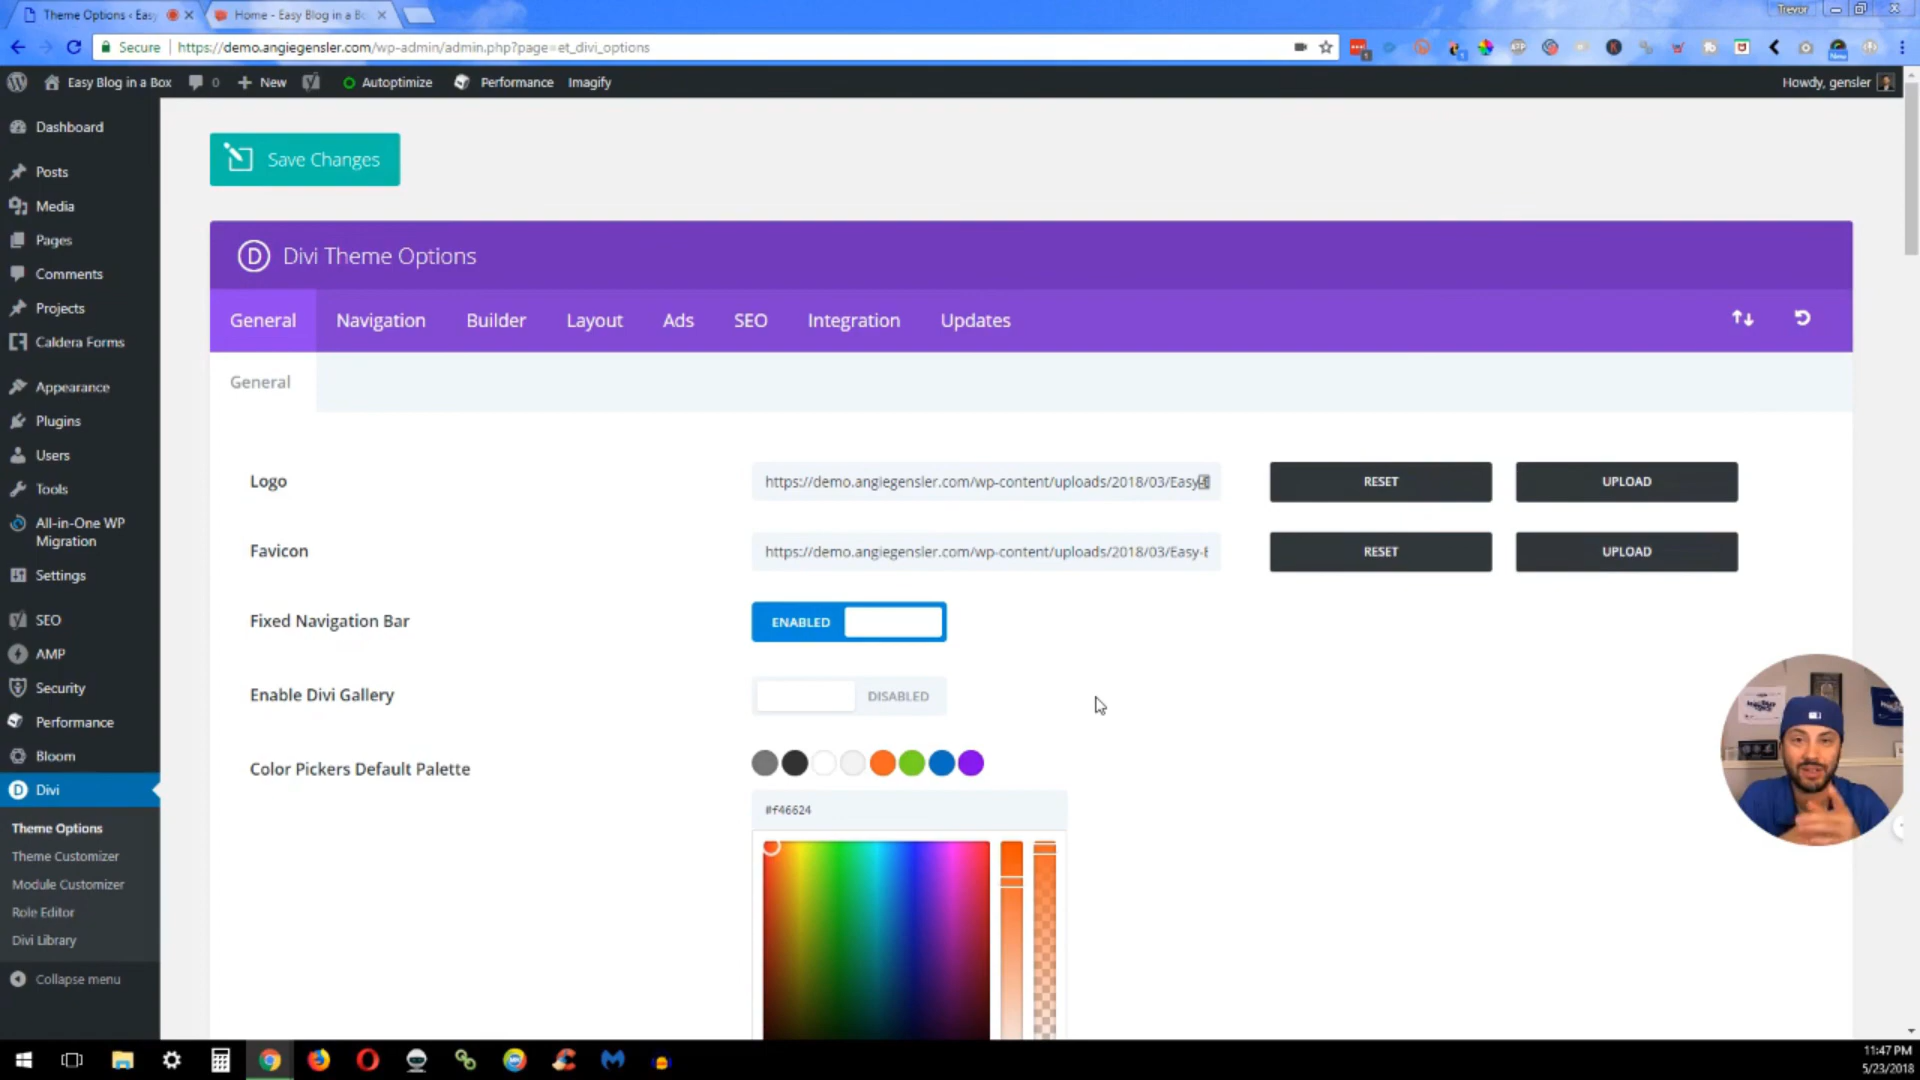 Theme Options ‹ Easy
Home - Easy Blog in a Bo
Trevor
Secure
https://demo.angiegensler.com/wp-admin/admin.php?page=et_divi_options
Easy Blog in a Box
0
New
Autoptimize
Performance
Imagify
Howdy, gensler
Dashboard
Posts
Media
Pages
Comments
Projects
Caldera Forms
Appearance
Plugins
Users
Tools
All-in-One WP
Migration
Settings
SEO
AMP
Security
Performance
Bloom
Divi
Theme Options
Theme Customizer
Module Customizer
Role Editor
Divi Library
Collapse menu
Save Changes
D Divi Theme Options
General Navigation Builder Layout Ads SEO Integration Updates
General
Logo
https://demo.angiegensler.com/wp-content/uploads/2018/03/Easy-
RESET
UPLOAD
Favicon
https://demo.angiegensler.com/wp-content/uploads/2018/03/Easy-B
RESET
UPLOAD
Fixed Navigation Bar
ENABLED
Enable Divi Gallery
DISABLED
Color Pickers Default Palette
#f46624
11:47 PM
5/23/2018